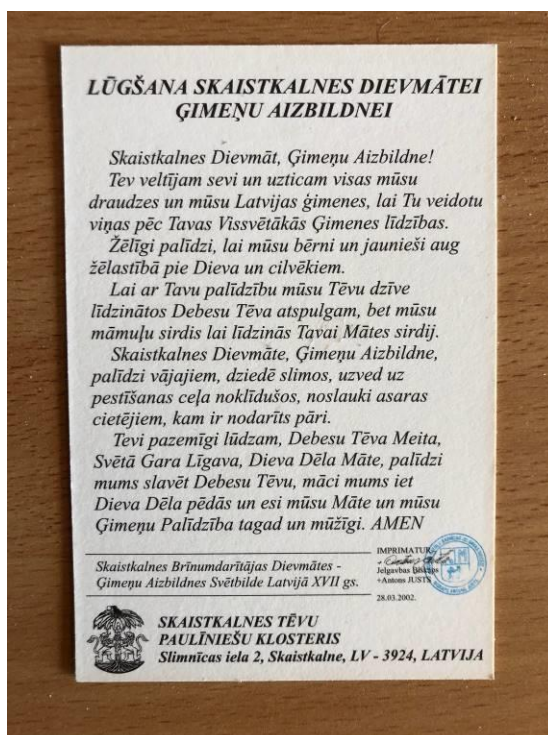 LŪGŠANA SKAISTKALNES DIEVMĀTEI
ĢIMEŅU AIZBILDNEI
Skaistkalnes Dievmāt, Ģimeņu Aizbildne!
Tev veltījam sevi un uzticam visas mūsu
draudzes un mūsu Latvijas ģimenes, lai Tu veidotu
viņas pēc Tavas Vissvētākās Ģimenes līdzības.
Žēlīgi palīdzi, lai mūsu bērni un jaunieši aug
žēlastībā pie Dieva un cilvēkiem.
Lai ar Tavu palīdzību mūsu Tēvu dzīve
līdzinātos Debesu Tēva atspulgam, bet mūsu
māmuļu sirdis lai līdzinās Tavai Mātes sirdij.
Skaistkalnes Dievmāte, Ģimeņu Aizbildne,
palīdzi vājajiem, dziedē slimos, uzved uz
pestīšanas ceļa noklīdušos, noslauki asaras
cietējiem, kam ir nodarīts pāri.
Tevi pazemīgi lūdzam, Debesu Tēva Meita,
Svētā Gara Līgava, Dieva Dēla Māte, palīdzi
mums slavēt Debesu Tēvu, māci mums iet
Dieva Dēla pēdās un esi mūsu Māte un mūsu
Ģimeņu Palīdzība tagad un mūžīgi. AMEN
Skaistkalnes Brīnumdarītājas Dievmātes -
Ģimeņu Aizbildnes Svētbilde Latvijā XVII gs.
IMPRIMATUR
Jelgavbas Bīskaps
+Antons JUSTS
28.03.2002.
SKAISTKALNES TĒVU
PAULĪNIEŠU KLOSTERIS
Slimnīcas iela 2, Skaistkalne, LV - 3924, LATVIJA